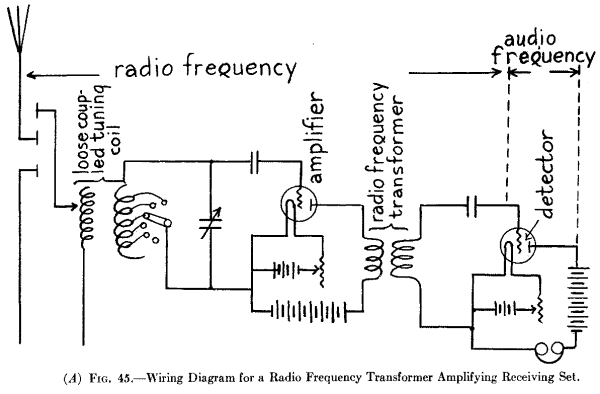 audio
frequency
radio frequency
loose coup-
led tuning
coil
amplifier
radio frequency
transformer
detector
(A) Fig. 45.—Wiring Diagram for a Radio Frequency Transformer Amplifying Receiving Set.